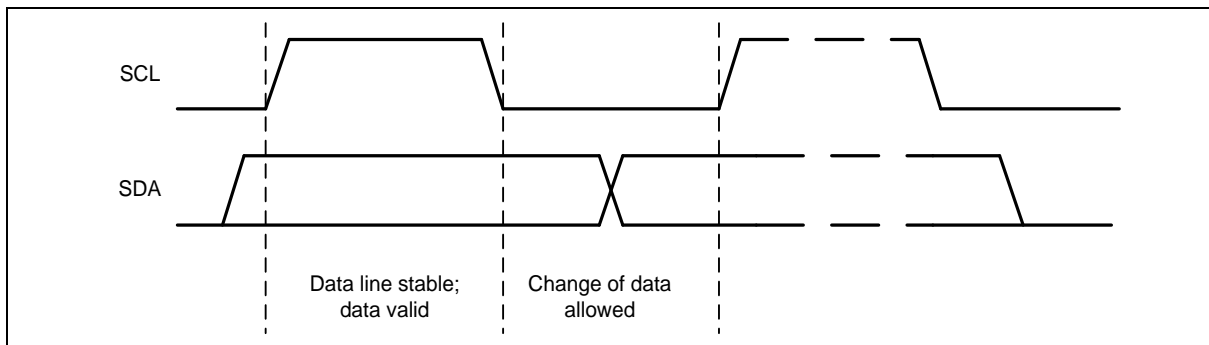 SCL
SDA
Data line stable;
data valid
Change of data
allowed